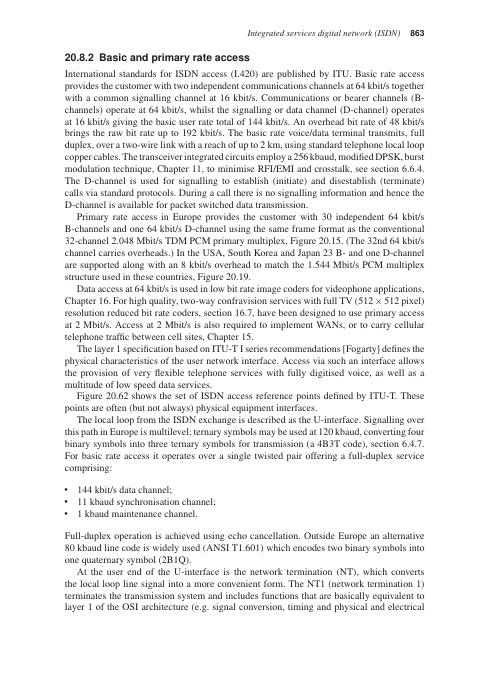 Integrated services digital network (ISDN) 863
20.8.2 Basic and primary rate access
International standards for ISDN access (I.420) are published by ITU. Basic rate access
provides the customer with two independent communications channels at 64 kbit/s together
with a common signalling channel at 16 kbit/s. Communications or bearer channels (B-
channels) operate at 64 kbit/s, whilst the signalling or data channel (D-channel) operates
at 16 kbit/s giving the basic user rate total of 144 kbit/s. An overhead bit rate of 48 kbit/s
brings the raw bit rate up to 192 kbit/s. The basic rate voice/data terminal transmits, full
duplex, over a two-wire link with a reach of up to 2 km, using standard telephone local loop
copper cables. The transceiver integrated circuits employ a 256 kbaud, modified DPSK, burst
modulation technique, Chapter 11, to minimise RFI/EMI and crosstalk, see section 6.6.4.
The D-channel is used for signalling to establish (initiate) and disestablish (terminate)
calls via standard protocols. During a call there is no signalling information and hence the
D-channel is available for packet switched data transmission.
Primary rate access in Europe provides the customer with 30 independent 64 kbit/s
B-channels and one 64 kbit/s D-channel using the same frame format as the conventional
32-channel 2.048 Mbit/s TDM PCM primary multiplex, Figure 20.15. (The 32nd 64 kbit/s
channel carries overheads.) In the USA, South Korea and Japan 23 B- and one D-channel
are supported along with an 8 kbit/s overhead to match the 1.544 Mbit/s PCM multiplex
structure used in these countries, Figure 20.19.
Data access at 64 kbit/s is used in low bit rate image coders for videophone applications,
Chapter 16. For high quality, two-way confravision services with full TV (512 × 512 pixel)
resolution reduced bit rate coders, section 16.7, have been designed to use primary access
at 2 Mbit/s. Access at 2 Mbit/s is also required to implement WANs, or to carry cellular
telephone traffic between cell sites, Chapter 15.
The layer 1 specification based on ITU-T I series recommendations [Fogarty] defines the
physical characteristics of the user network interface. Access via such an interface allows
the provision of very flexible telephone services with fully digitised voice, as well as a
multitude of low speed data services.
Figure 20.62 shows the set of ISDN access reference points defined by ITU-T. These
points are often (but not always) physical equipment interfaces.
The local loop from the ISDN exchange is described as the U-interface. Signalling over
this path in Europe is multilevel; ternary symbols may be used at 120 kbaud, converting four
binary symbols into three ternary symbols for transmission (a 4B3T code), section 6.4.7.
For basic rate access it operates over a single twisted pair offering a full-duplex service
comprising:
• 144 kbit/s data channel;
• 11 kbaud synchronisation channel;
• 1 kbaud maintenance channel.
Full-duplex operation is achieved using echo cancellation. Outside Europe an alternative
80 kbaud line code is widely used (ANSI T1.601) which encodes two binary symbols into
one quaternary symbol (2B1Q).
At the user end of the U-interface is the network termination (NT), which converts
the local loop line signal into a more convenient form. The NT1 (network termination 1)
terminates the transmission system and includes functions that are basically equivalent to
layer 1 of the OSI architecture (e.g. signal conversion, timing and physical and electrical